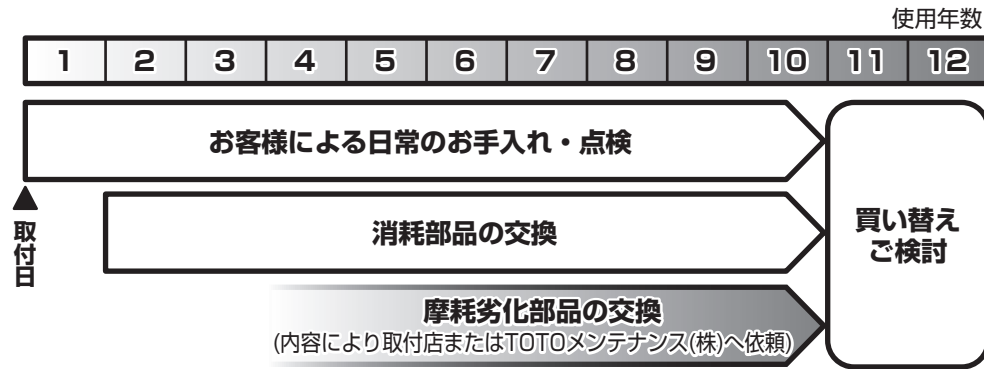 使用年数
1 2 3 4 5 6 7 8 9 10 11 12
お客様による日常のお手入れ・点検
取付日
消耗部品の交換
買い替え
ご検討
摩耗劣化部品の交換
(内容により取付店またはTOTOメンテナンス(株)へ依頼)